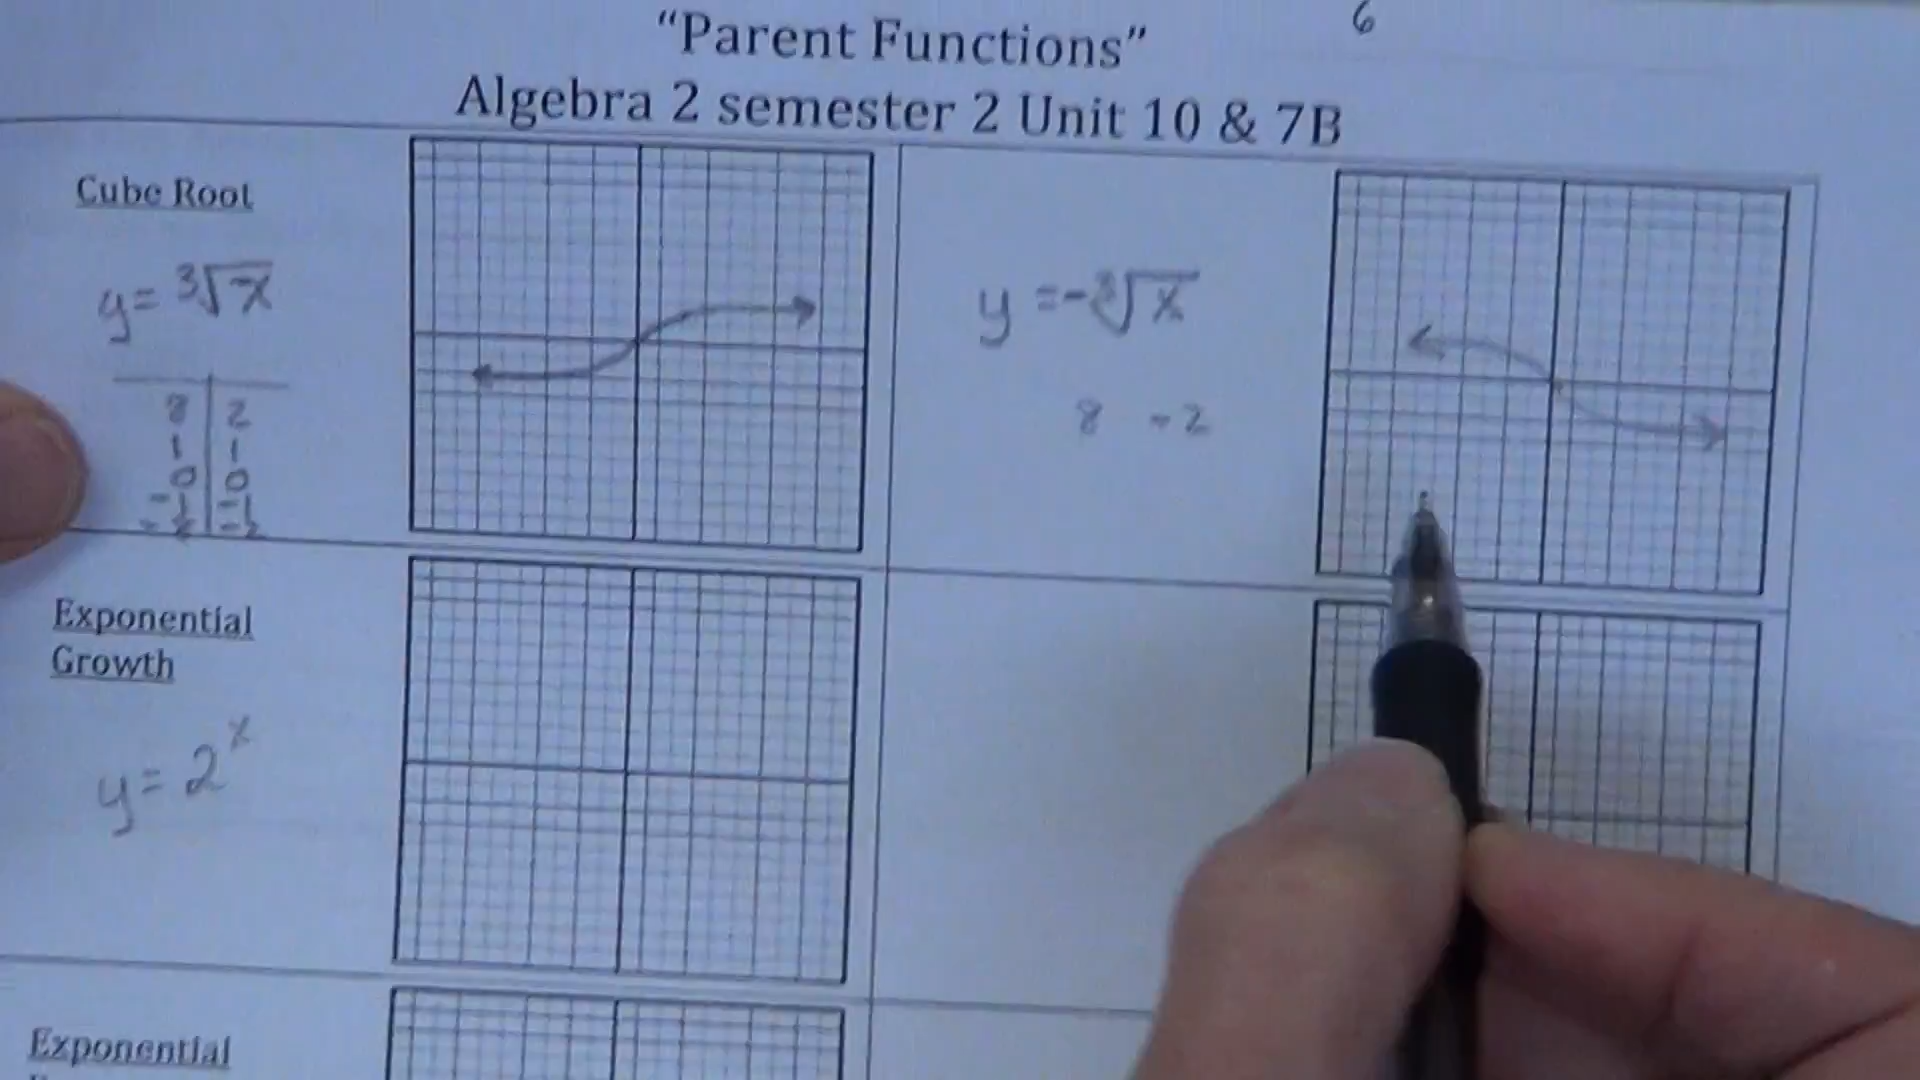 6
"Parent Functions"
Algebra 2 semester 2 Unit 10 & 7B
Cube Root
y = ∛x
8 2
1 1
0 0
-1 -1
y = -∛x
8 -2
Exponential
Growth
y = 2^x
Exponential